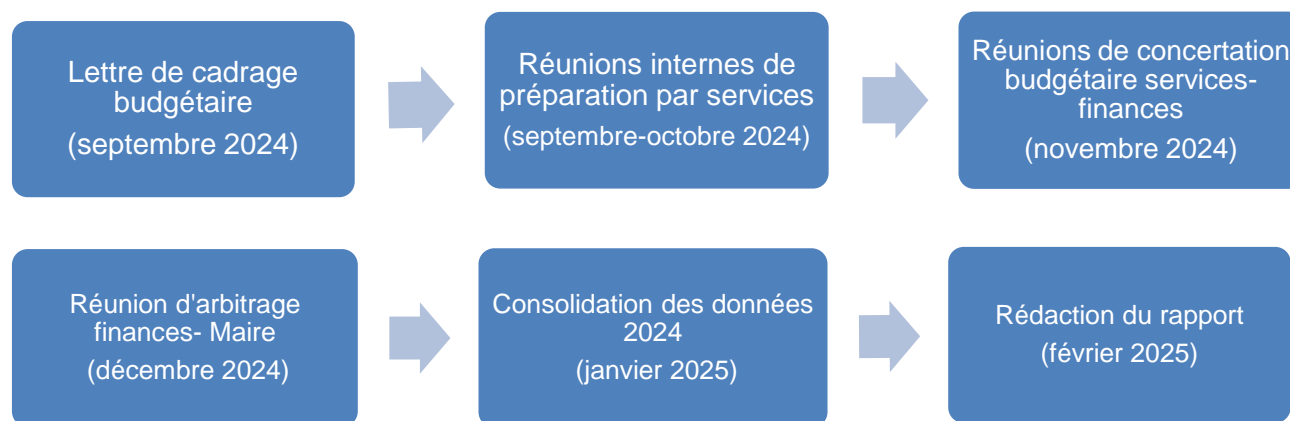 Lettre de cadrage
budgétaire
(septembre 2024)
Réunions internes de
préparation par services
(septembre-octobre 2024)
Réunions de concertation
budgétaire services-
finances
(novembre 2024)
Réunion d'arbitrage
finances- Maire
(décembre 2024)
Consolidation des données
2024
(janvier 2025)
Rédaction du rapport
(février 2025)